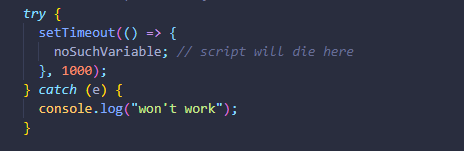 try {
  setTimeout(() => {
    noSuchVariable; // script will die here
  }, 1000);
} catch (e) {
  console.log("won't work");
}